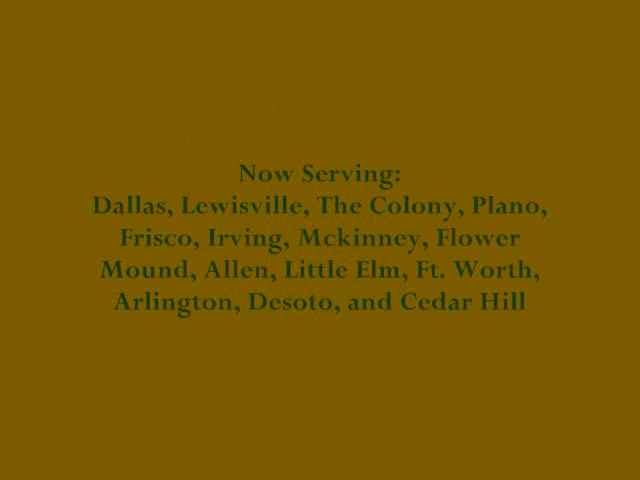 Now Serving:
Dallas, Lewisville, The Colony, Plano,
Frisco, Irving, Mckinney, Flower
Mound, Allen, Little Elm, Ft. Worth,
Arlington, Desoto, and Cedar Hill